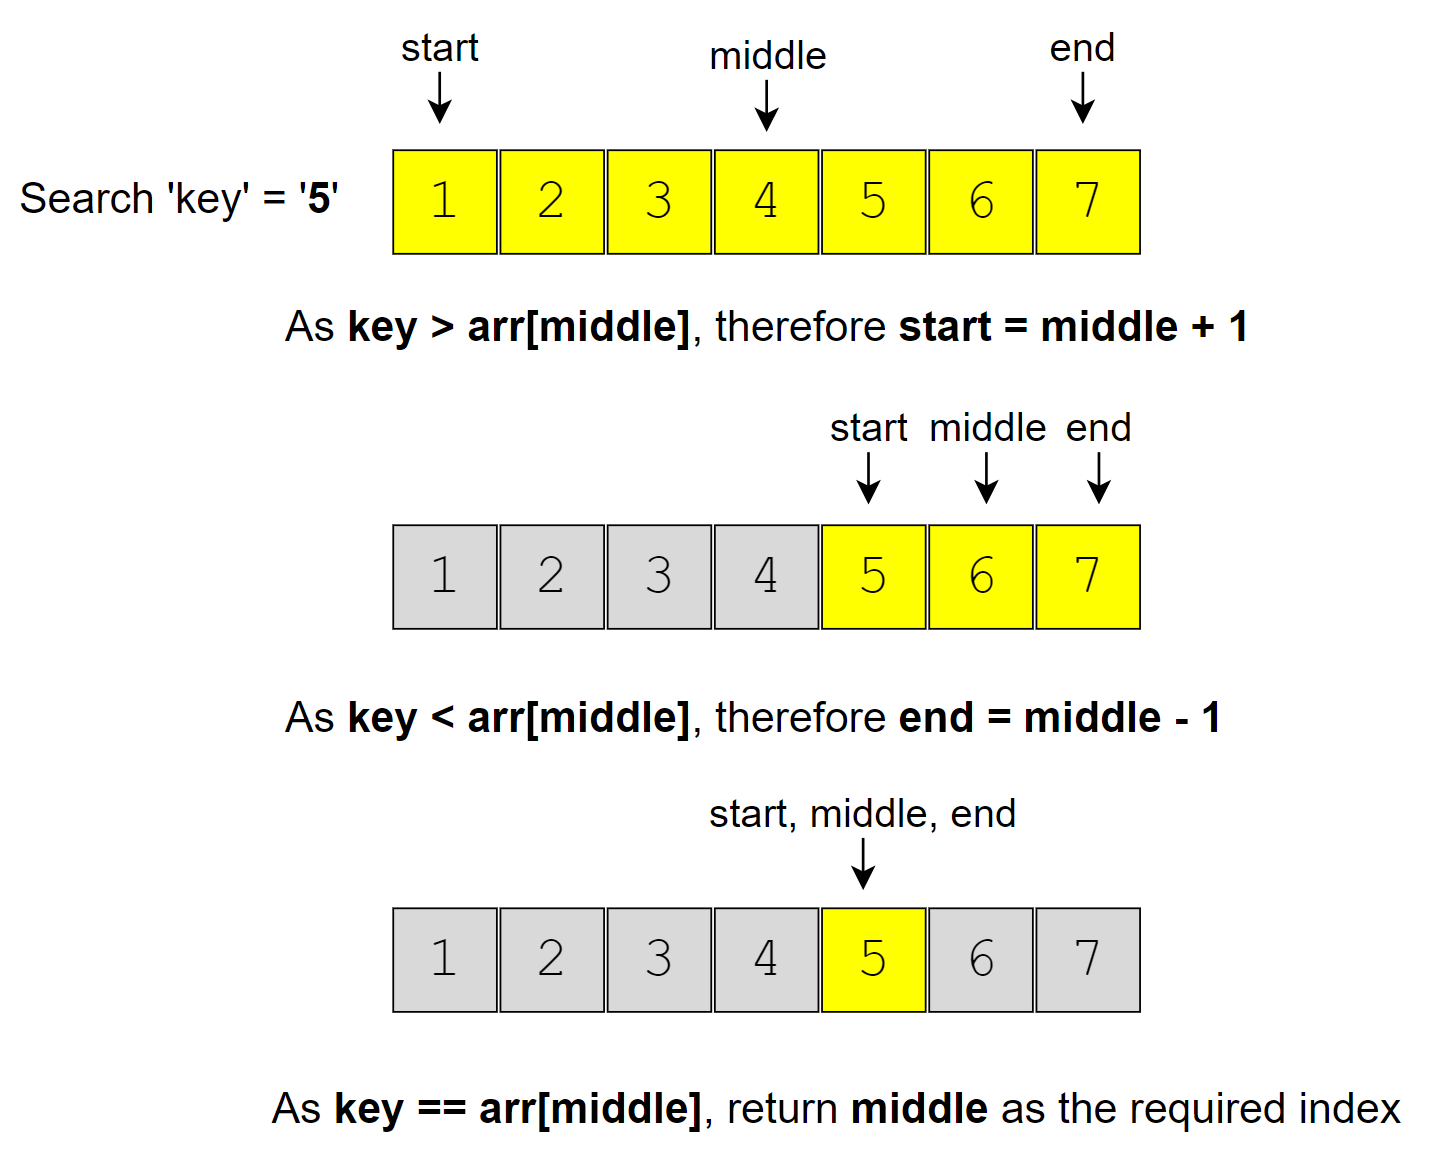 start middle end
Search 'key' = '5' 1 2 3 4 5 6 7
As key > arr[middle], therefore start = middle + 1
start middle end
1 2 3 4 5 6 7
As key < arr[middle], therefore end = middle - 1
start, middle, end
1 2 3 4 5 6 7
As key == arr[middle], return middle as the required index